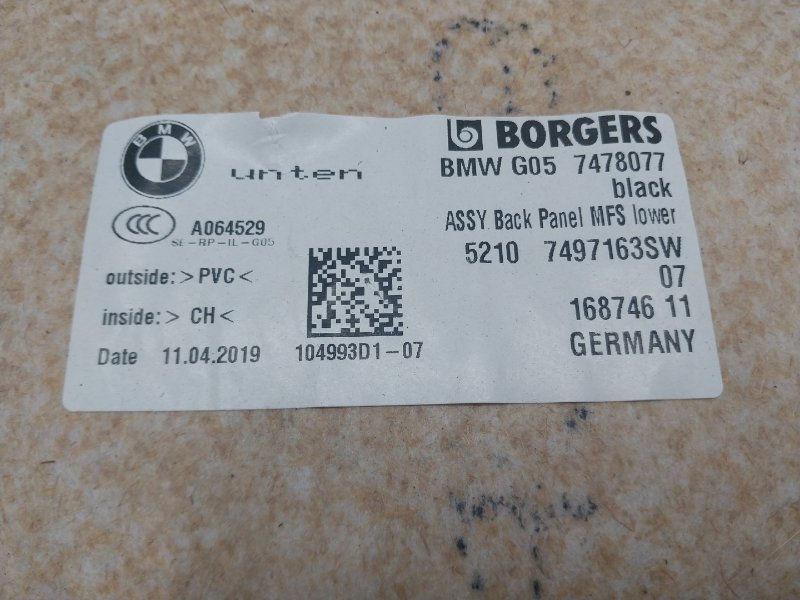 BMW
unten
BORGERS
BMW G05 7478077
black
CCC A064529
SE-RP-IL-G05
ASSY Back Panel MFS lower
5210 7497163SW
07
outside: >PVC<
inside: > CH <
168746 11
Date 11.04.2019
104993D1-07
GERMANY